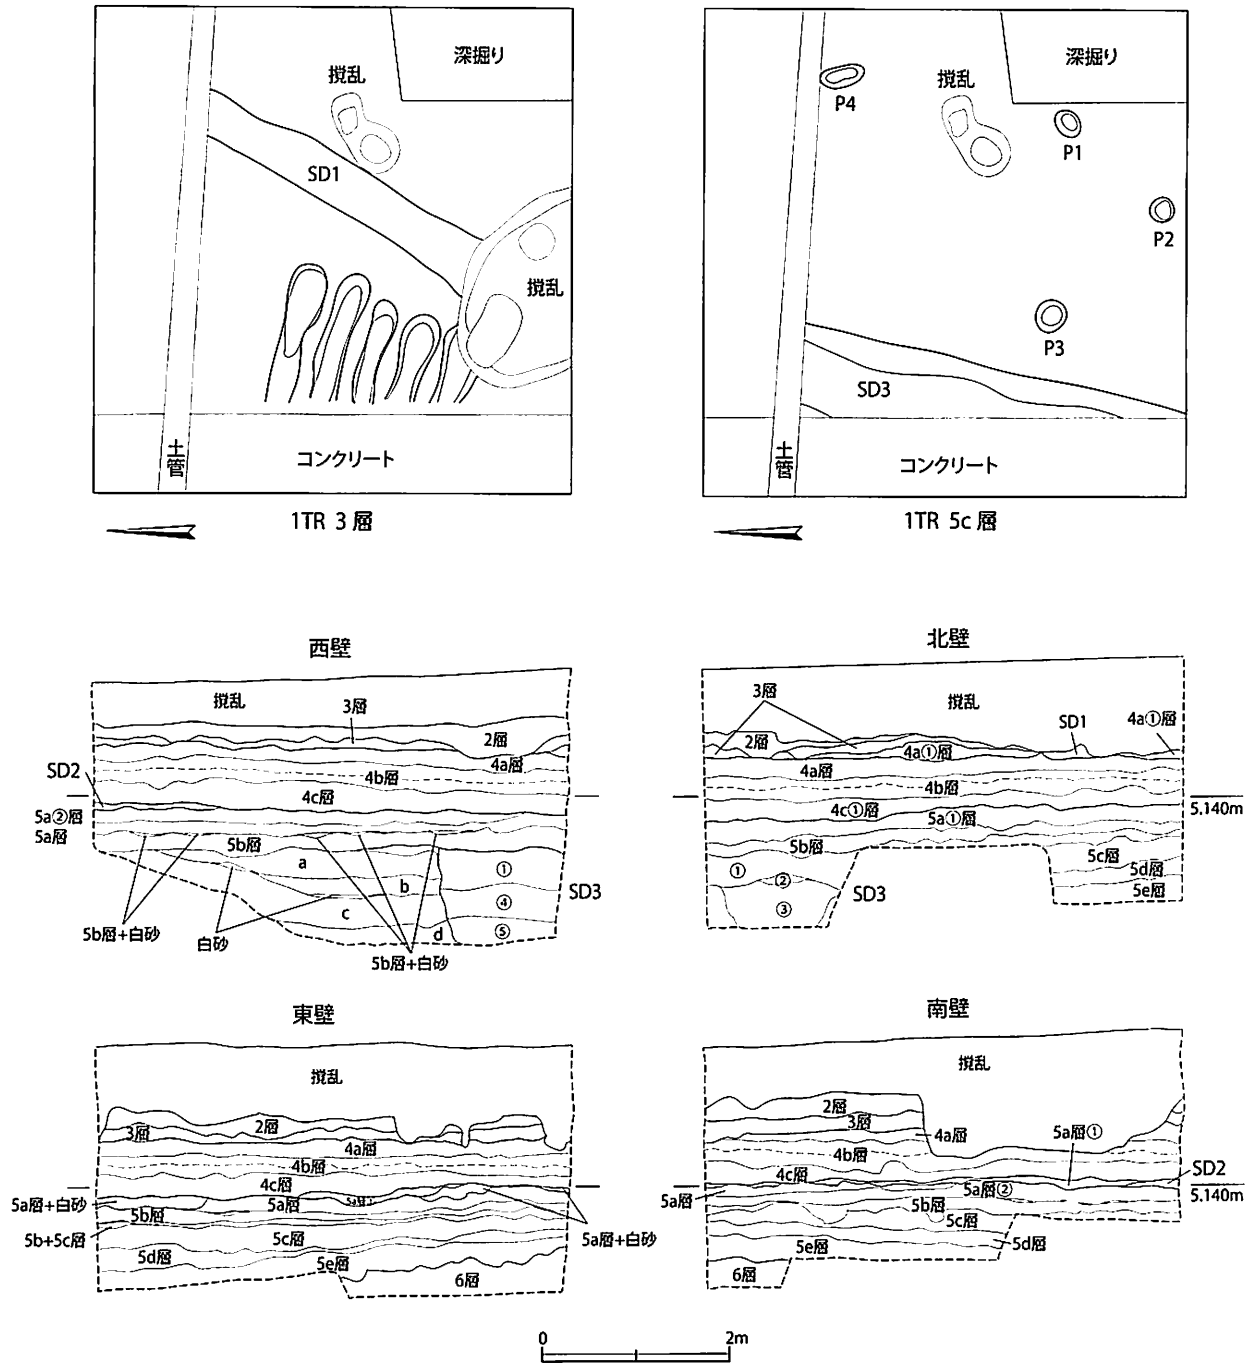 深掘り
攪乱
SD1
攪乱
土管
コンクリート
1TR 3 層
深掘り
攪乱
P4
P1
P2
P3
SD3
土管
コンクリート
1TR 5c 層
西壁
攪乱
3層
2層
4a層
4b層
SD2
4c層
5a②層
5a層
5b層
a
①
b
SD3
④
c
⑤
d
5b層+白砂
白砂
5b層+白砂
北壁
3層
攪乱
SD1
4a①層
2層
4a①層
4a層
4b層
5.140m
4c①層
5a①層
5b層
5c層
①
②
5d層
5e層
③
SD3
東壁
攪乱
3層
2層
4a層
4b層
4c層
5a層+白砂
5a層
5b層
5b+5c層
5c層
5a層+白砂
5d層
5e層
6層
南壁
攪乱
2層
3層
4a層
5a層①
4b層
4c層
SD2
5a層
5a層②
5.140m
5b層
5c層
5d層
5e層
6層
0
2m